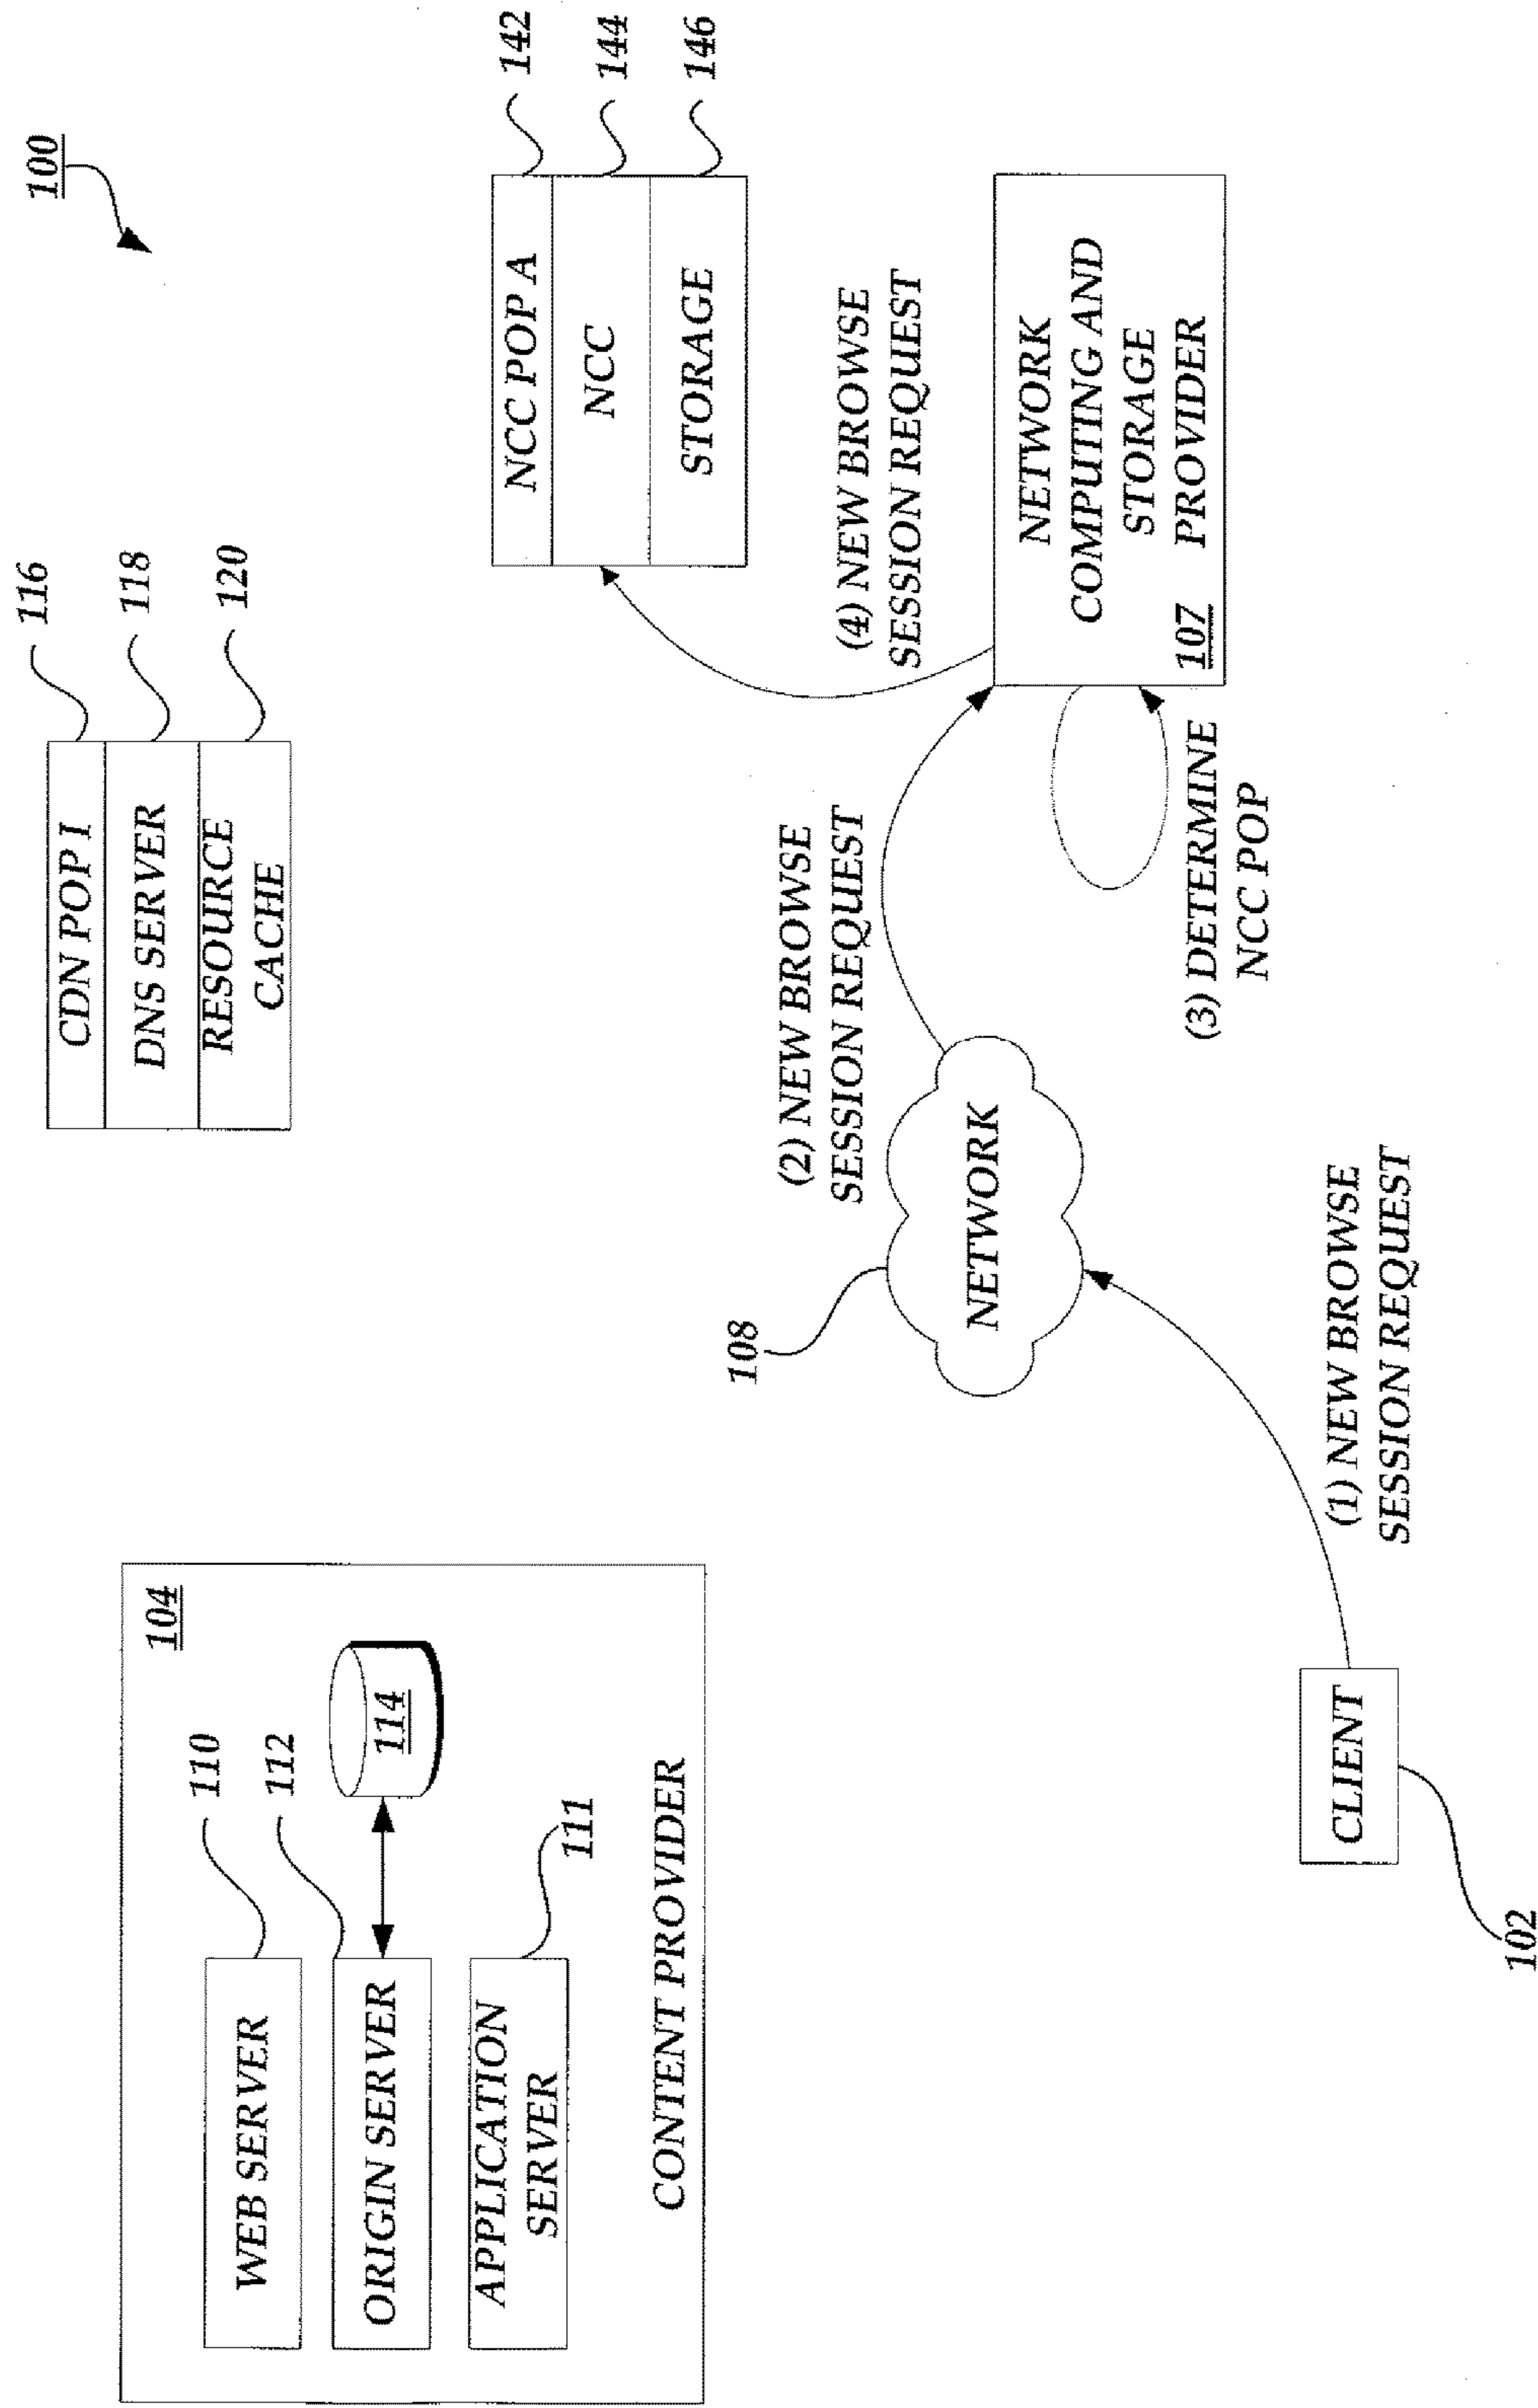 100
104
WEB SERVER
110
ORIGIN SERVER
112
114
APPLICATION
SERVER
111
CONTENT PROVIDER
CDN POP I
116
DNS SERVER
118
RESOURCE
CACHE
120
NCC POP A
142
NCC
144
STORAGE
146
108
NETWORK
(2) NEW BROWSE
SESSION REQUEST
(4) NEW BROWSE
SESSION REQUEST
NETWORK
COMPUTING AND
STORAGE
PROVIDER
107
(3) DETERMINE
NCC POP
(1) NEW BROWSE
SESSION REQUEST
CLIENT
102